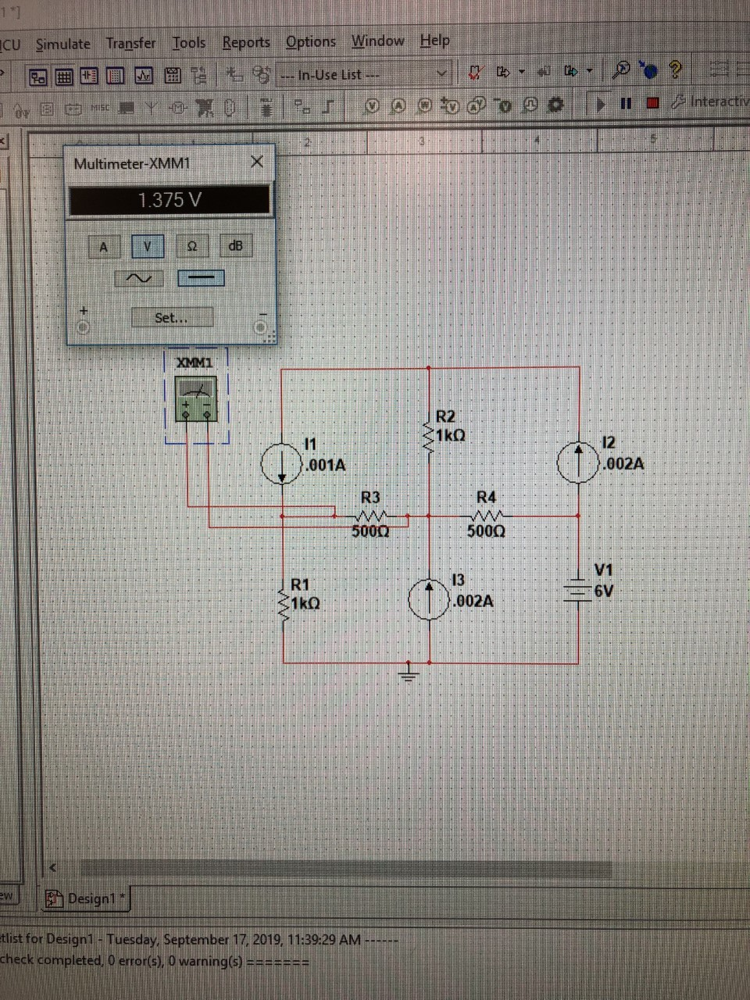 1 *]
CU Simulate Transfer Tools Reports Options Window Help
--- In-Use List ---
MISC
V A W V A V V Interactiv
1 2 3 4 5
Multimeter-XMM1
1.375 V
A V Ω dB
+ −
Set...
XMM1
+ −
R2
1kΩ
I1
.001A
I2
.002A
R3
500Ω
R4
500Ω
R1
1kΩ
I3
.002A
V1
6V
<
ew
Design1 *
tlist for Design1 - Tuesday, September 17, 2019, 11:39:29 AM ------
check completed, 0 error(s), 0 warning(s) =======